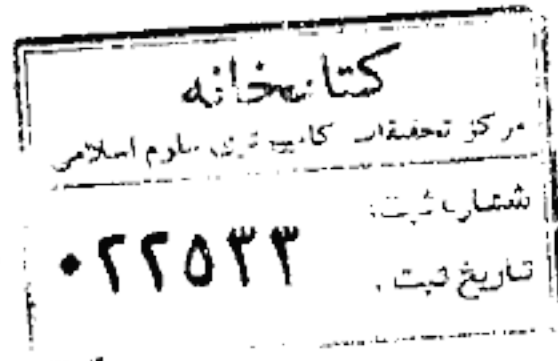 کتابخانه
مرکز تحقیقات کامپیوتری علوم اسلامی
شماره ثبت:
۰۲۲۵۳۳
تاریخ ثبت: